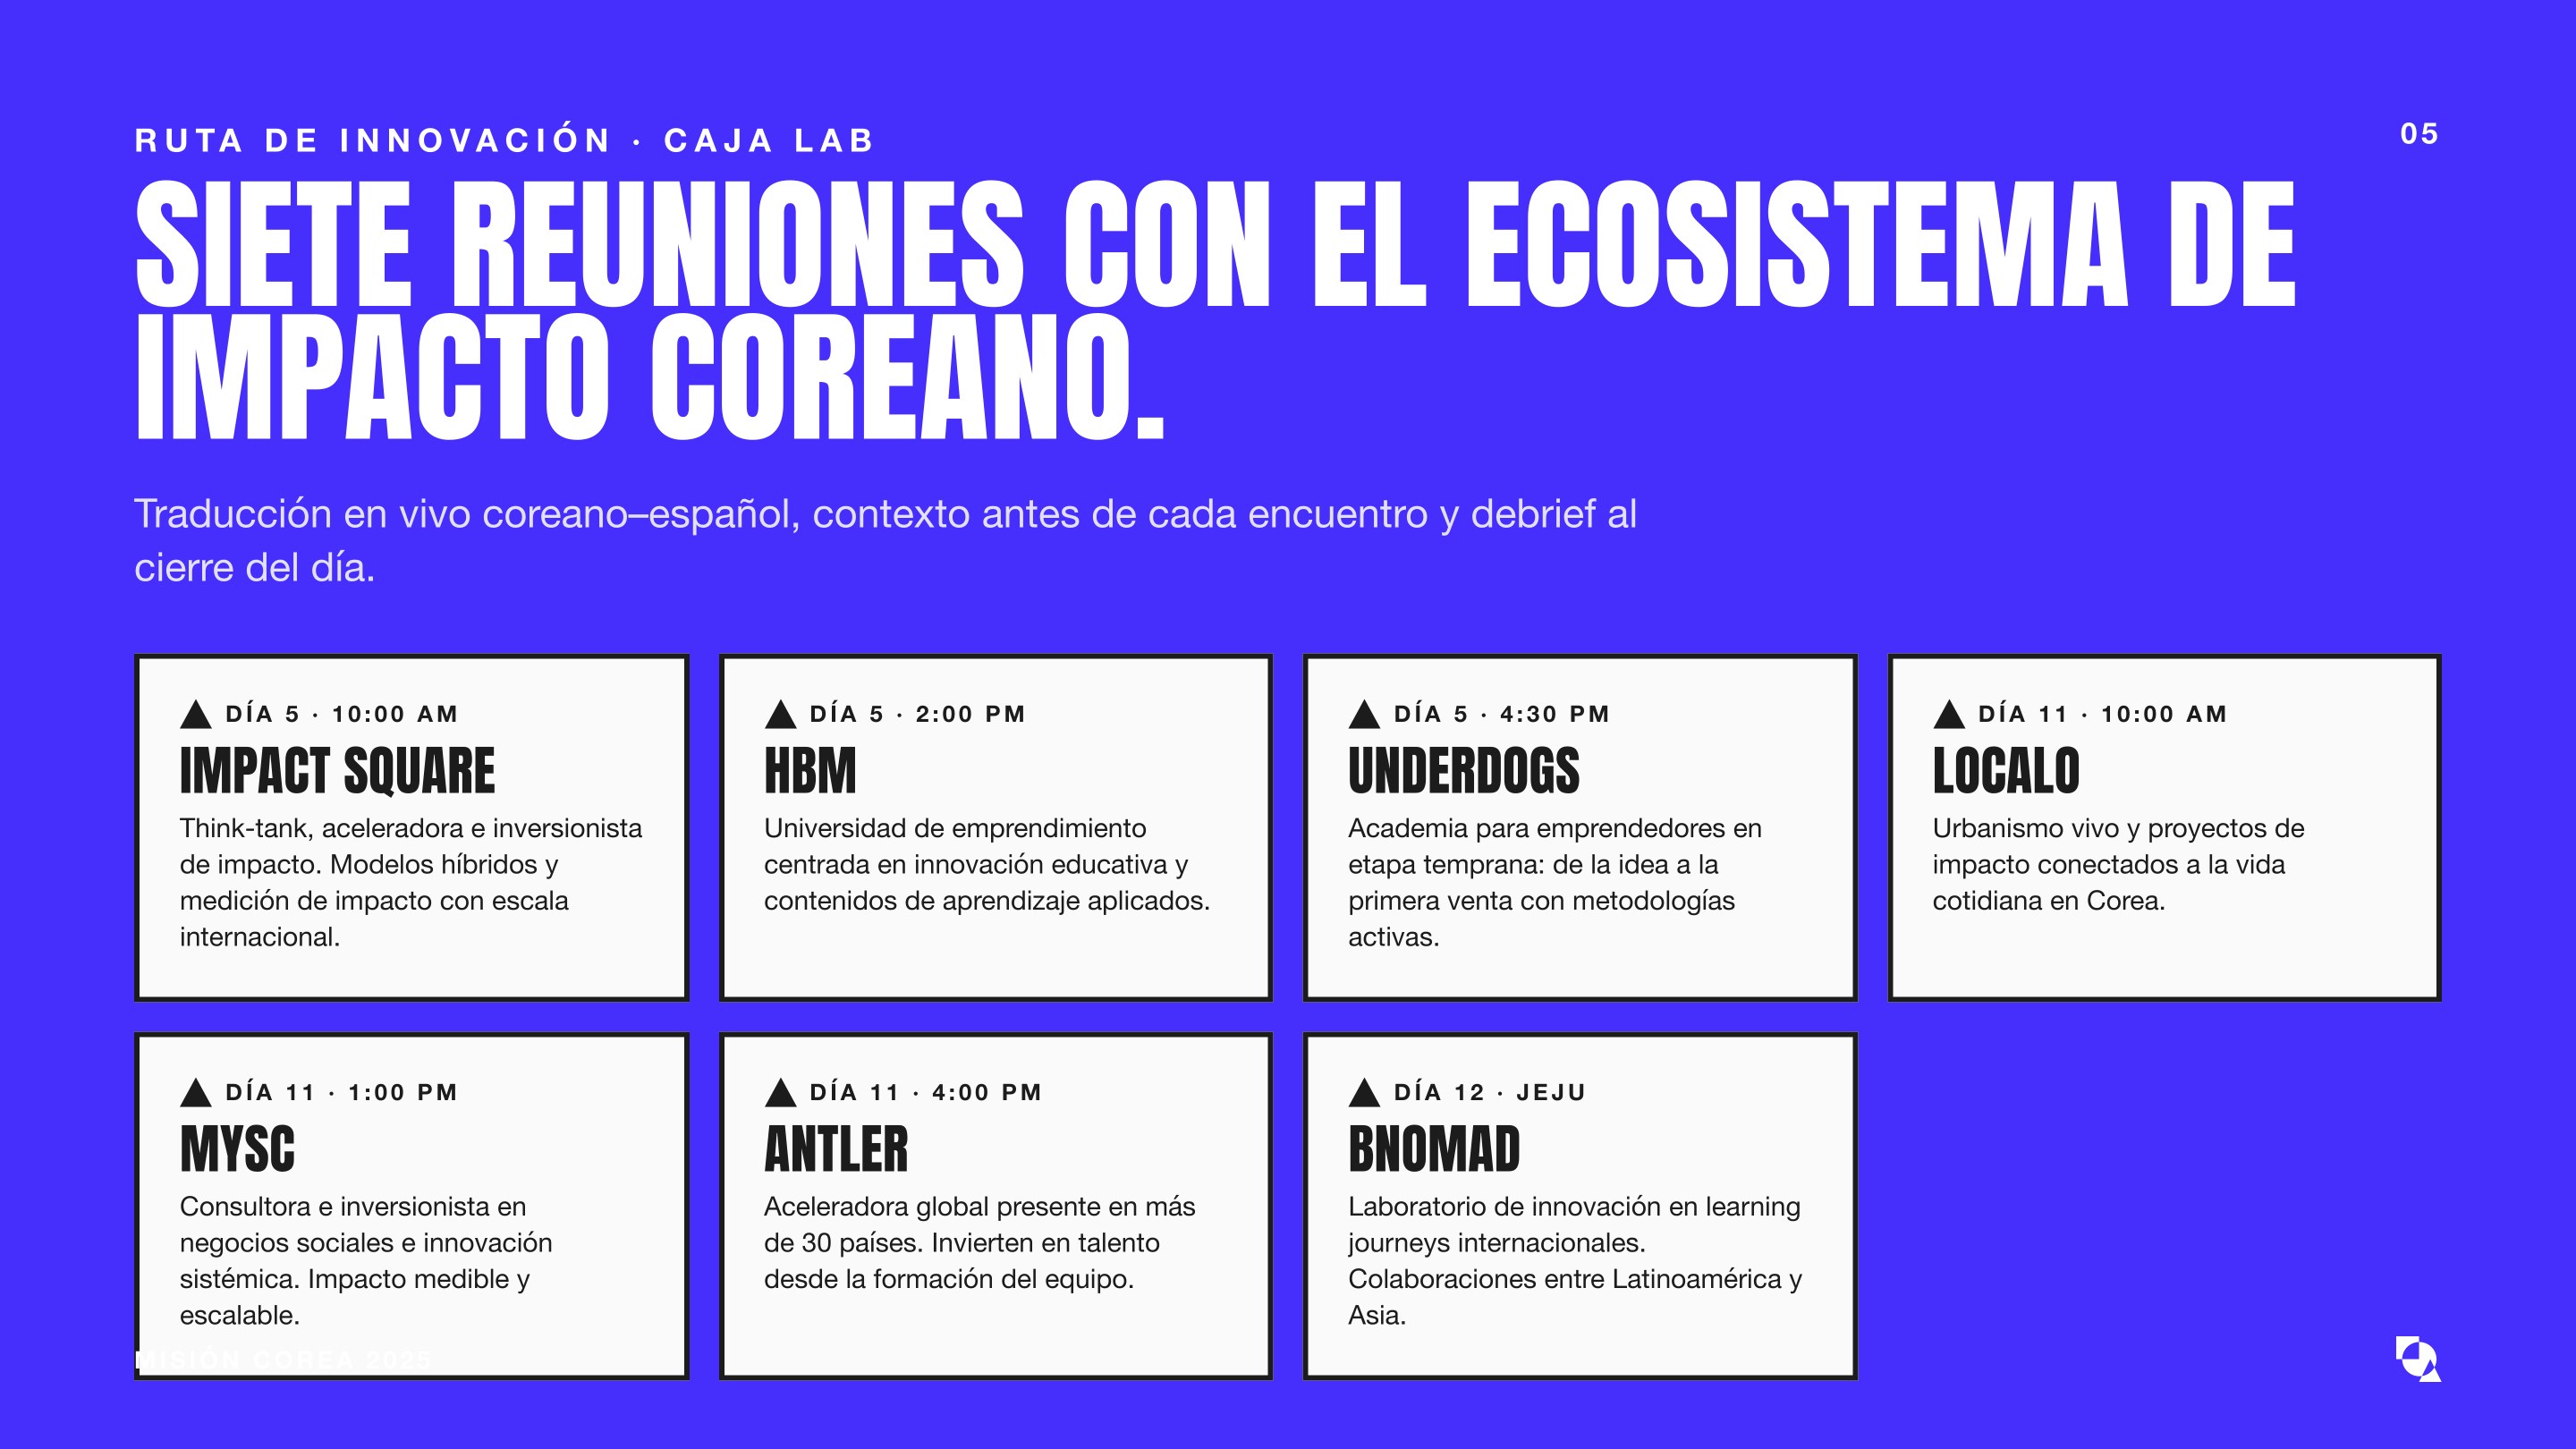 RUTA DE INNOVACIÓN · CAJA LAB
05
SIETE REUNIONES CON EL ECOSISTEMA DE
IMPACTO COREANO.
Traducción en vivo coreano–español, contexto antes de cada encuentro y debrief al
cierre del día.
DÍA 5 · 10:00 AM
IMPACT SQUARE
Think-tank, aceleradora e inversionista
de impacto. Modelos híbridos y
medición de impacto con escala
internacional.
DÍA 5 · 2:00 PM
HBM
Universidad de emprendimiento
centrada en innovación educativa y
contenidos de aprendizaje aplicados.
DÍA 5 · 4:30 PM
UNDERDOGS
Academia para emprendedores en
etapa temprana: de la idea a la
primera venta con metodologías
activas.
DÍA 11 · 10:00 AM
LOCALO
Urbanismo vivo y proyectos de
impacto conectados a la vida
cotidiana en Corea.
DÍA 11 · 1:00 PM
MYSC
Consultora e inversionista en
negocios sociales e innovación
sistémica. Impacto medible y
escalable.
DÍA 11 · 4:00 PM
ANTLER
Aceleradora global presente en más
de 30 países. Invierten en talento
desde la formación del equipo.
DÍA 12 · JEJU
BNOMAD
Laboratorio de innovación en learning
journeys internacionales.
Colaboraciones entre Latinoamérica y
Asia.
MISIÓN COREA